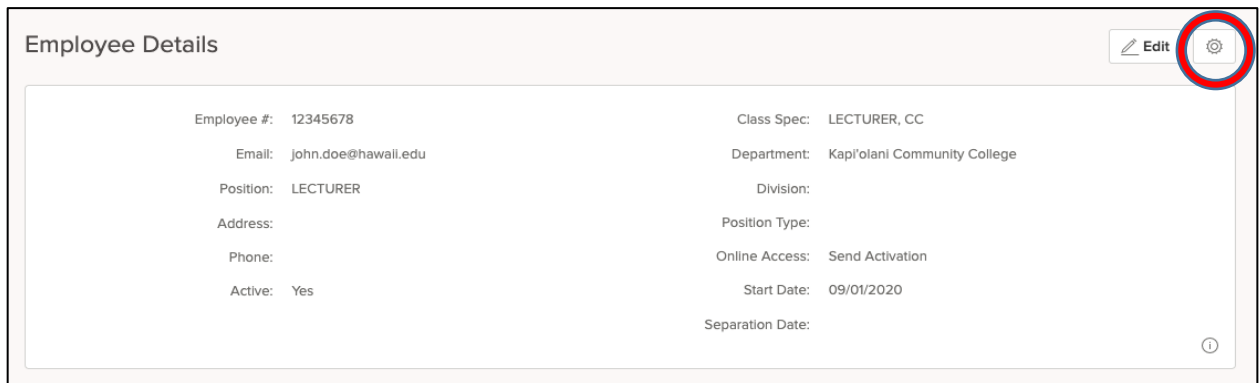 Employee Details
Edit
Employee #: 12345678
Email: john.doe@hawaii.edu
Position: LECTURER
Address:
Phone:
Active: Yes
Class Spec: LECTURER, CC
Department: Kapi'olani Community College
Division:
Position Type:
Online Access: Send Activation
Start Date: 09/01/2020
Separation Date: